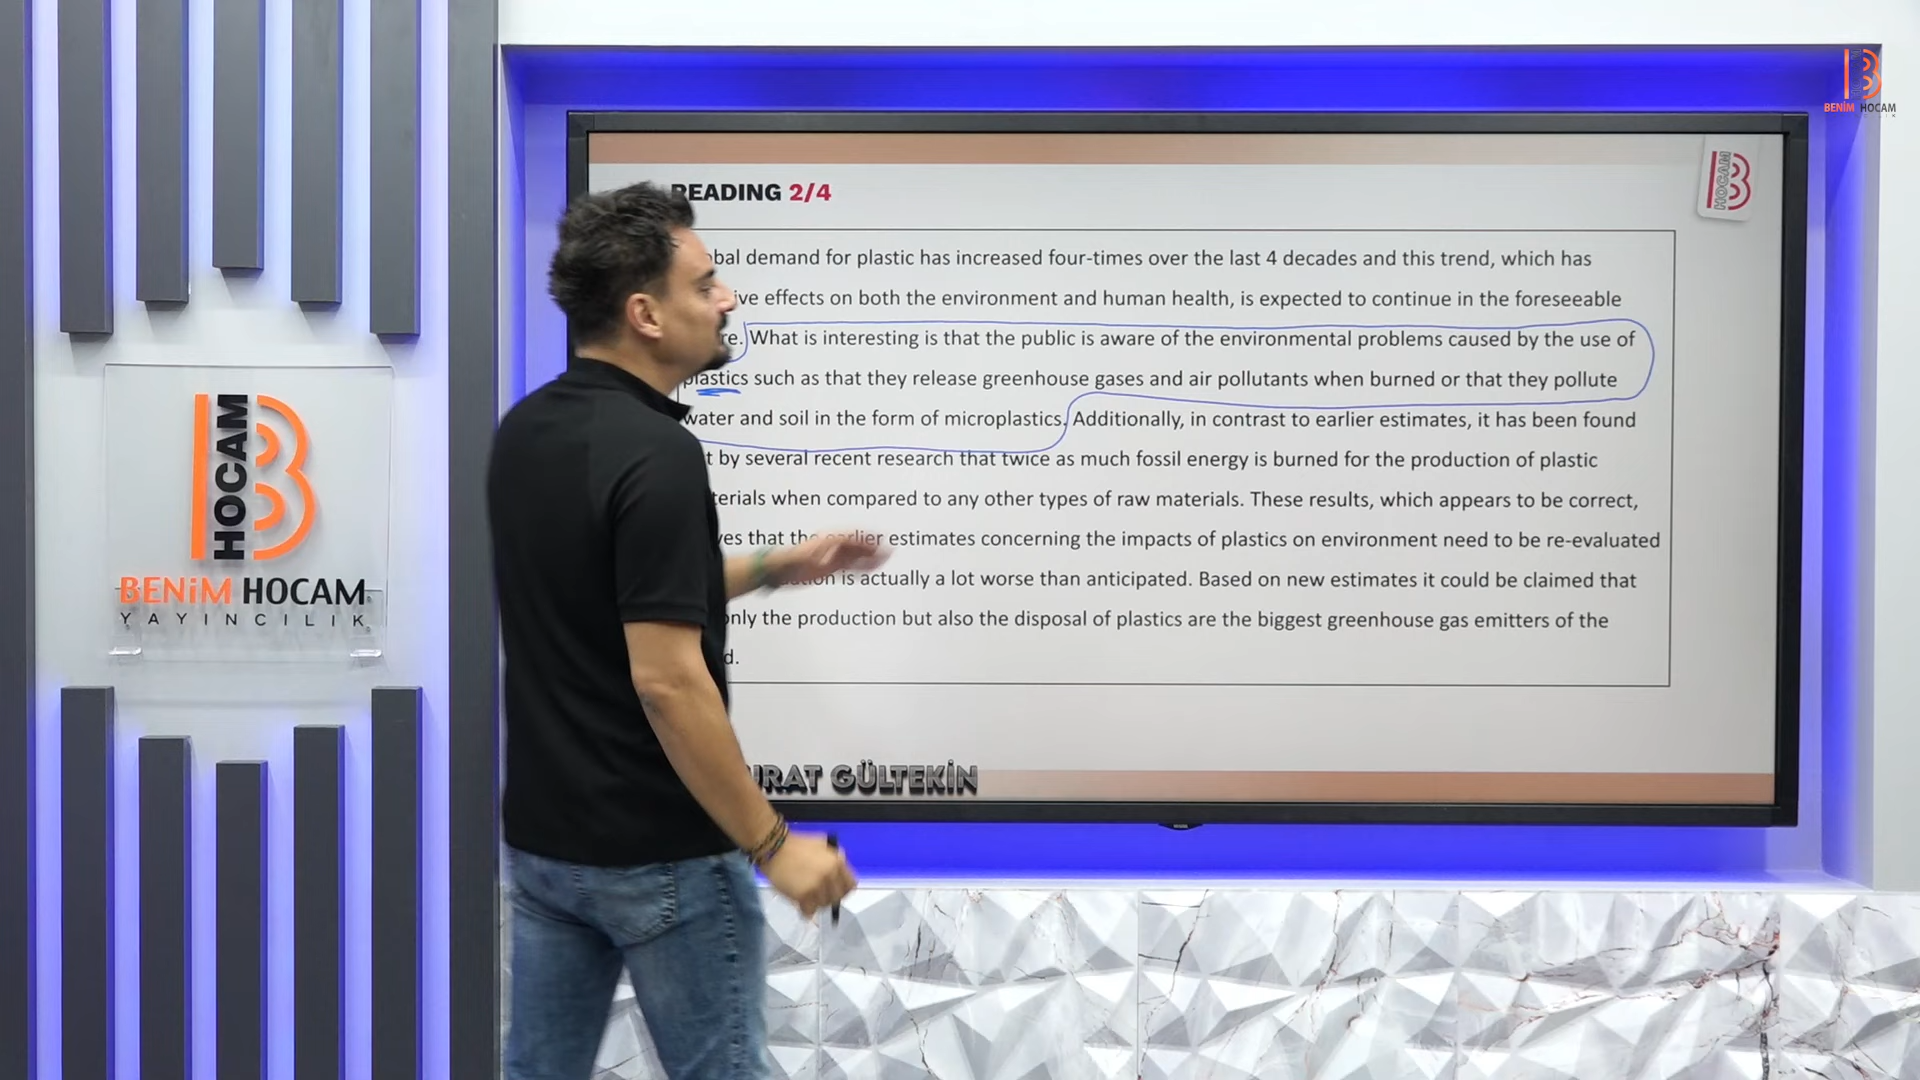 BENİM HOCAM
HOCAM
READING 2/4
obal demand for plastic has increased four-times over the last 4 decades and this trend, which has
ive effects on both the environment and human health, is expected to continue in the foreseeable
re. What is interesting is that the public is aware of the environmental problems caused by the use of
plastics such as that they release greenhouse gases and air pollutants when burned or that they pollute
water and soil in the form of microplastics. Additionally, in contrast to earlier estimates, it has been found
t by several recent research that twice as much fossil energy is burned for the production of plastic
terials when compared to any other types of raw materials. These results, which appears to be correct,
ves that the earlier estimates concerning the impacts of plastics on environment need to be re-evaluated
is actually a lot worse than anticipated. Based on new estimates it could be claimed that
only the production but also the disposal of plastics are the biggest greenhouse gas emitters of the
d.
URAT GÜLTEKİN
HOCAM
BENİM HOCAM
YAYINCILIK